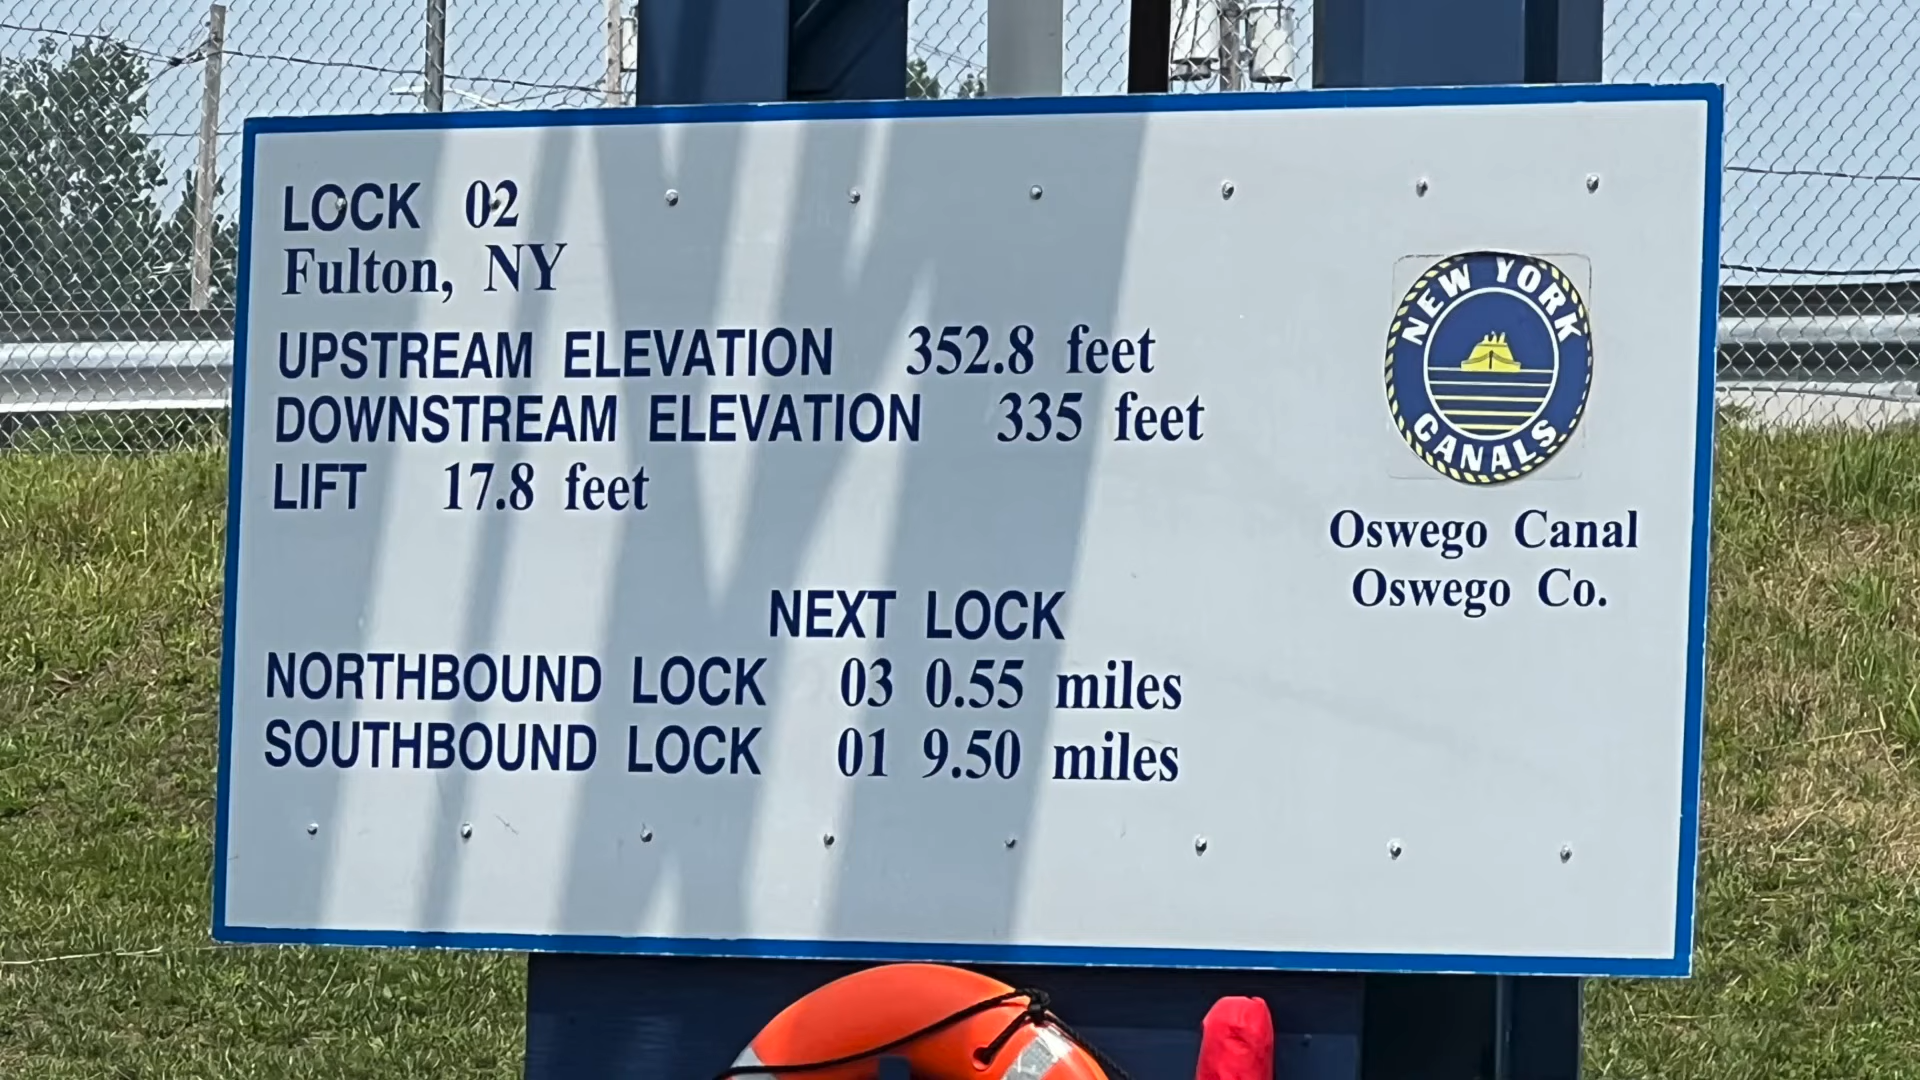 LOCK 02
Fulton, NY
UPSTREAM ELEVATION 352.8 feet
DOWNSTREAM ELEVATION 335 feet
LIFT 17.8 feet
NEXT LOCK
NORTHBOUND LOCK 03 0.55 miles
SOUTHBOUND LOCK 01 9.50 miles
NEW YORK
CANALS
Oswego Canal
Oswego Co.